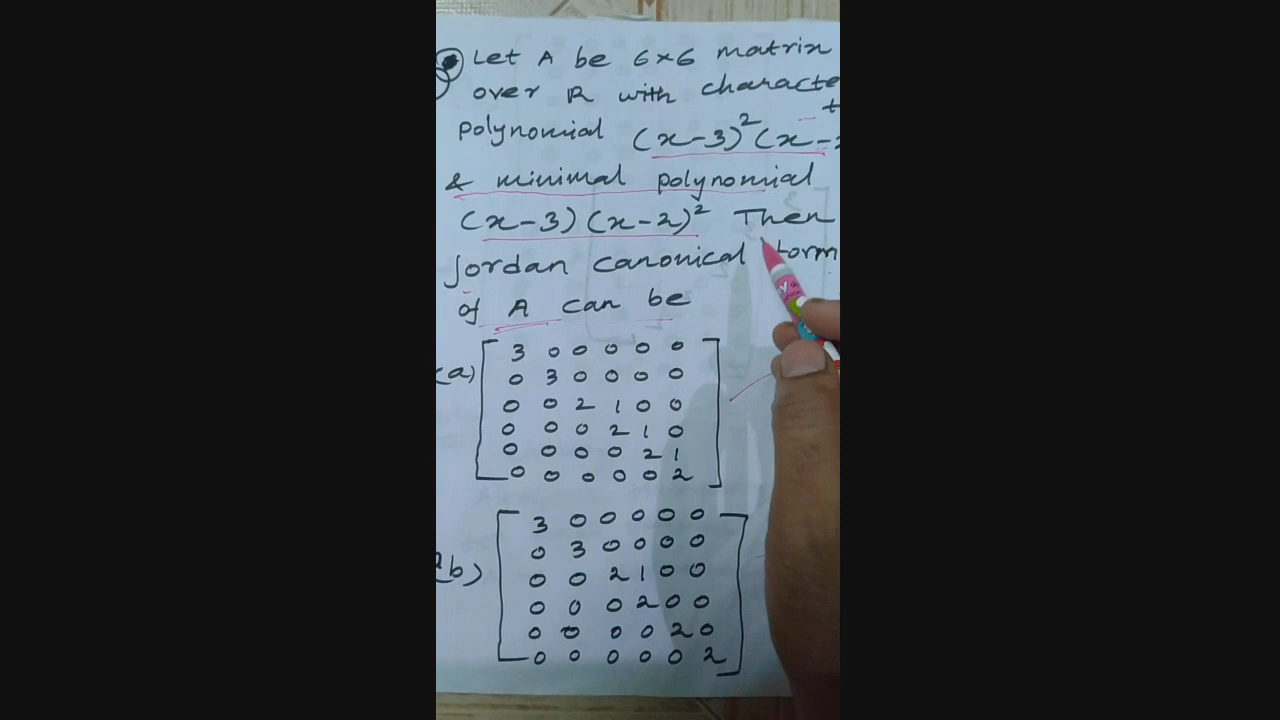 Let A be 6×6 matrix
over R with characte
polynomial (x-3)²(x-
& minimal polynomial
(x-3)(x-2)² Then
Jordan canonical form
of A can be
(a)
3 0 0 0 0 0
0 3 0 0 0 0
0 0 2 1 0 0
0 0 0 2 1 0
0 0 0 0 2 1
0 0 0 0 0 2
b)
3 0 0 0 0 0
0 3 0 0 0 0
0 0 2 1 0 0
0 0 0 2 0 0
0 0 0 0 2 0
0 0 0 0 0 2